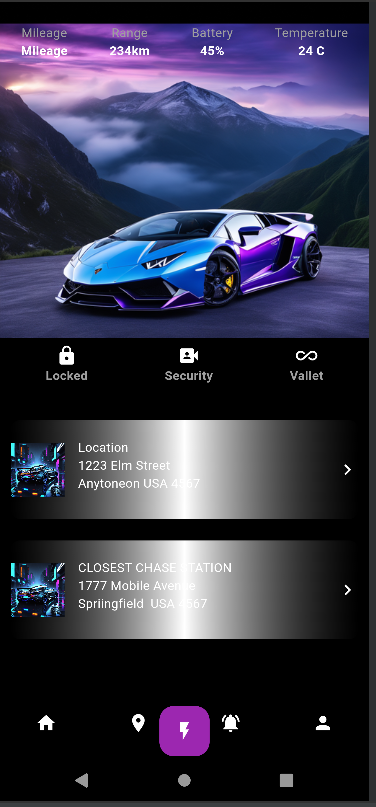 Mileage Range Battery Temperature
Mileage 234km 45% 24 C
Locked Security Vallet
Location
1223 Elm Street
Anytoneon USA 4567
CLOSEST CHASE STATION
1777 Mobile Avenue
Spriingfield USA 4567